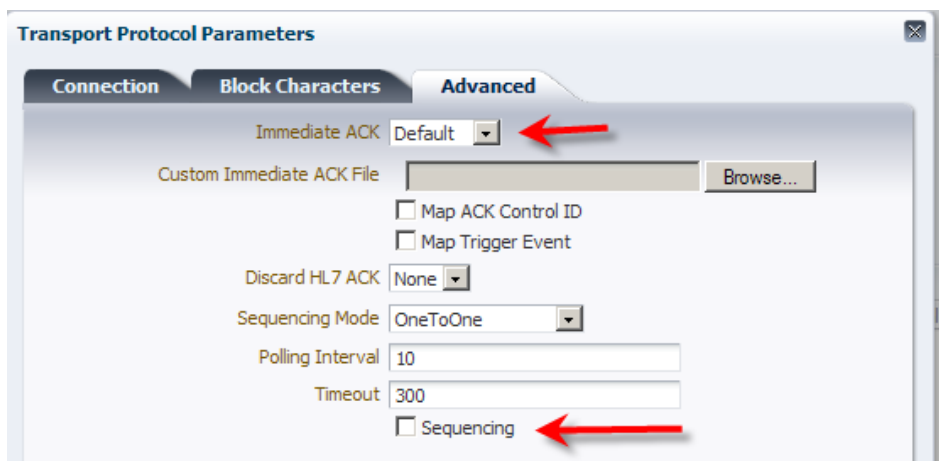 Transport Protocol Parameters
Connection Block Characters Advanced
Immediate ACK Default
Custom Immediate ACK File Browse...
Map ACK Control ID
Map Trigger Event
Discard HL7 ACK None
Sequencing Mode OneToOne
Polling Interval 10
Timeout 300
Sequencing